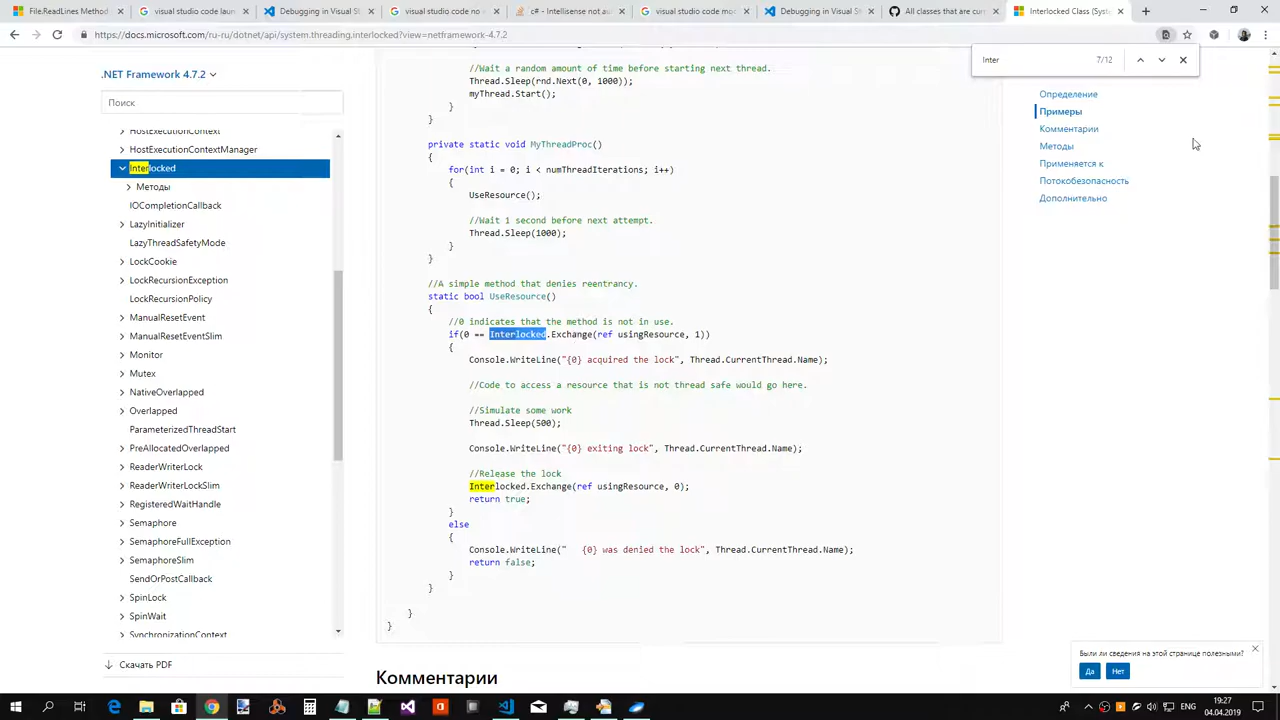 File.ReadLines Method
visual studio code laun
Debugging in Visual St
visual studio code no
c# - Intellisense not au
visual studio code mo
Debugging in Visual St
All classes that are curr
Interlocked Class (Syste
https://docs.microsoft.com/ru-ru/dotnet/api/system.threading.interlocked?view=netframework-4.7.2
Inter 7/12
.NET Framework 4.7.2
Поиск
HostExecutionContext
HostExecutionContextManager
Interlocked
Методы
IOCompletionCallback
LazyInitializer
LazyThreadSafetyMode
LockCookie
LockRecursionException
LockRecursionPolicy
ManualResetEvent
ManualResetEventSlim
Monitor
Mutex
NativeOverlapped
Overlapped
ParameterizedThreadStart
PreAllocatedOverlapped
ReaderWriterLock
ReaderWriterLockSlim
RegisteredWaitHandle
Semaphore
SemaphoreFullException
SemaphoreSlim
SendOrPostCallback
SpinLock
SpinWait
SynchronizationContext
Скачать PDF
//Wait a random amount of time before starting next thread.
Thread.Sleep(rnd.Next(0, 1000));
myThread.Start();
}
}
private static void MyThreadProc()
{
for(int i = 0; i < numThreadIterations; i++)
{
UseResource();
//Wait 1 second before next attempt.
Thread.Sleep(1000);
}
}
//A simple method that denies reentrancy.
static bool UseResource()
{
//0 indicates that the method is not in use.
if(0 == Interlocked.Exchange(ref usingResource, 1))
{
Console.WriteLine("{0} acquired the lock", Thread.CurrentThread.Name);
//Code to access a resource that is not thread safe would go here.
//Simulate some work
Thread.Sleep(500);
Console.WriteLine("{0} exiting lock", Thread.CurrentThread.Name);
//Release the lock
Interlocked.Exchange(ref usingResource, 0);
return true;
}
else
{
Console.WriteLine("   {0} was denied the lock", Thread.CurrentThread.Name);
return false;
}
}
}
}
Комментарии
Определение
Примеры
Комментарии
Методы
Применяется к
Потокобезопасность
Дополнительно
Были ли сведения на этой странице полезными?
Да Нет
ENG
19:27
04.04.2019